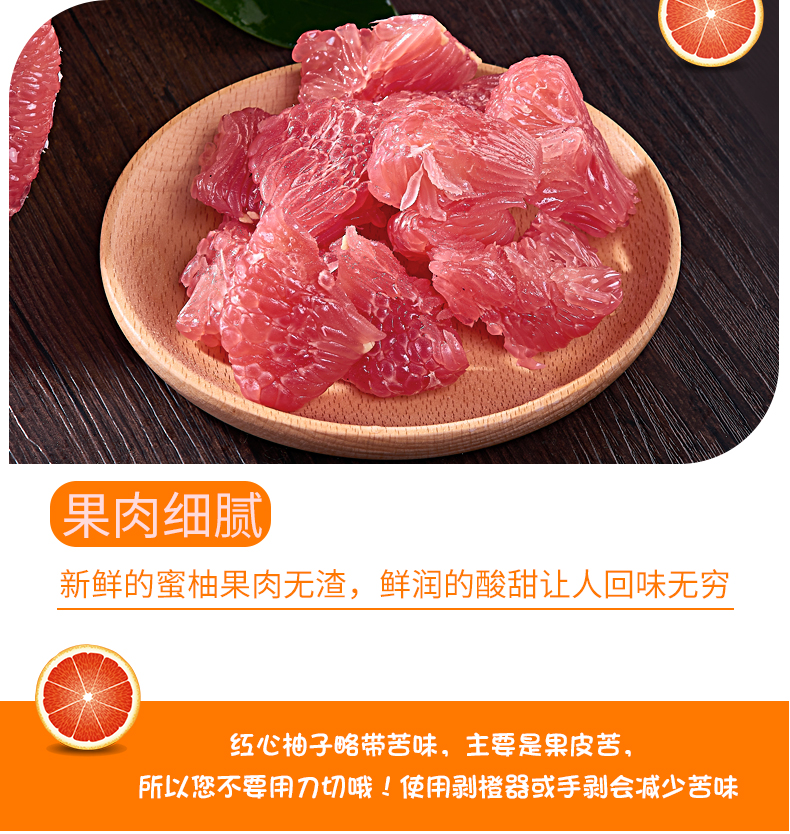 果肉细腻
新鲜的蜜柚果肉无渣，鲜润的酸甜让人回味无穷
红心柚子略带苦味，主要是果皮苦，
所以您不要用刀切哦！使用剥橙器或手剥会减少苦味